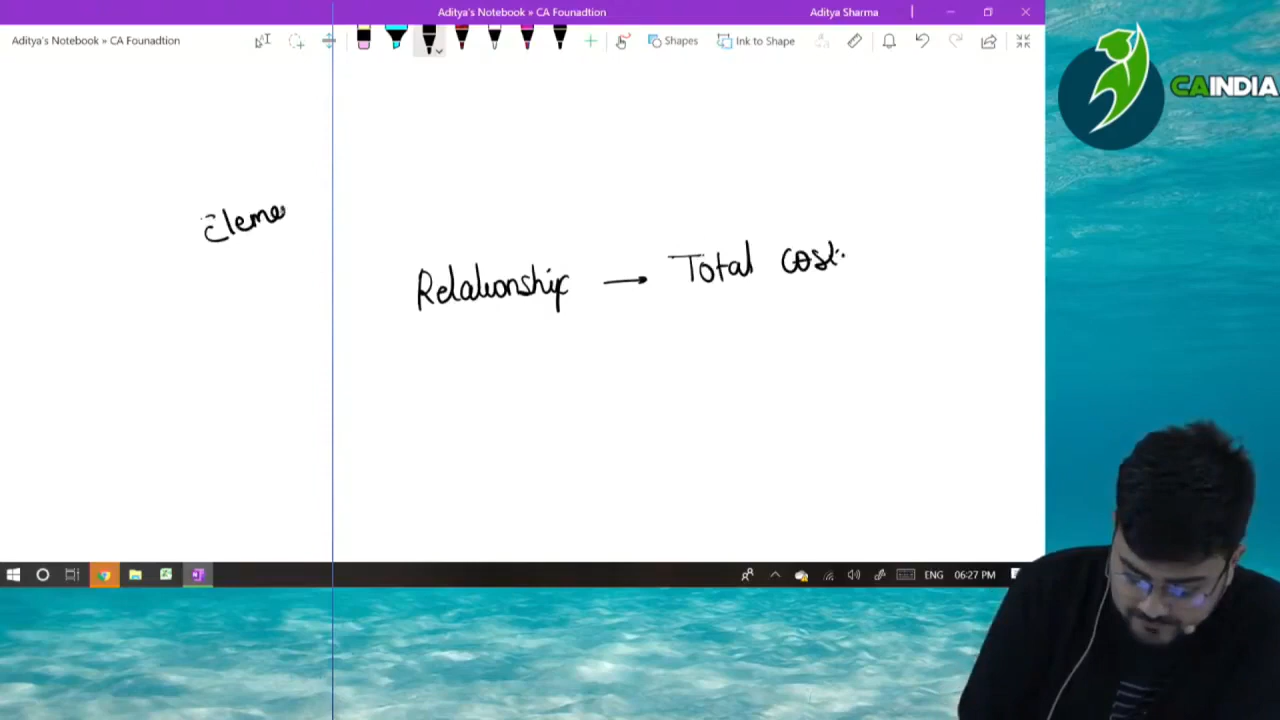 Aditya's Notebook » CA Founadtion
Aditya Sharma
Aditya's Notebook » CA Founadtion
Shapes
Ink to Shape
CAINDIA
Eleme
Relationship → Total cost
ENG
06:27 PM